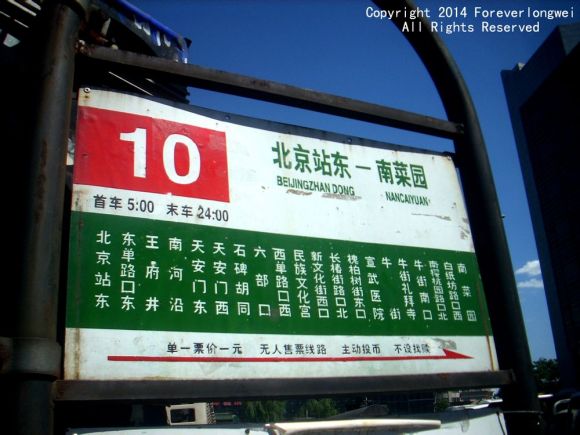 Copyright 2014 Foreverlongwei
All Rights Reserved
10
北京站东—南菜园
BEIJINGZHAN DONG NANCAIYUAN
首车 5:00 末车 24:00
北京站东
东单路口东
王府井
南河沿
天安门东
天安门西
石碑胡同
六部口
西单路口西
民族文化宫
新文化街西口
长椿街路口北
槐柏树街东口
宣武医院
牛街
牛街礼拜寺
牛街南口
南樱桃园路口北
白纸坊路口西
南菜园
单一票价一元 无人售票线路 主动投币 不设找赎